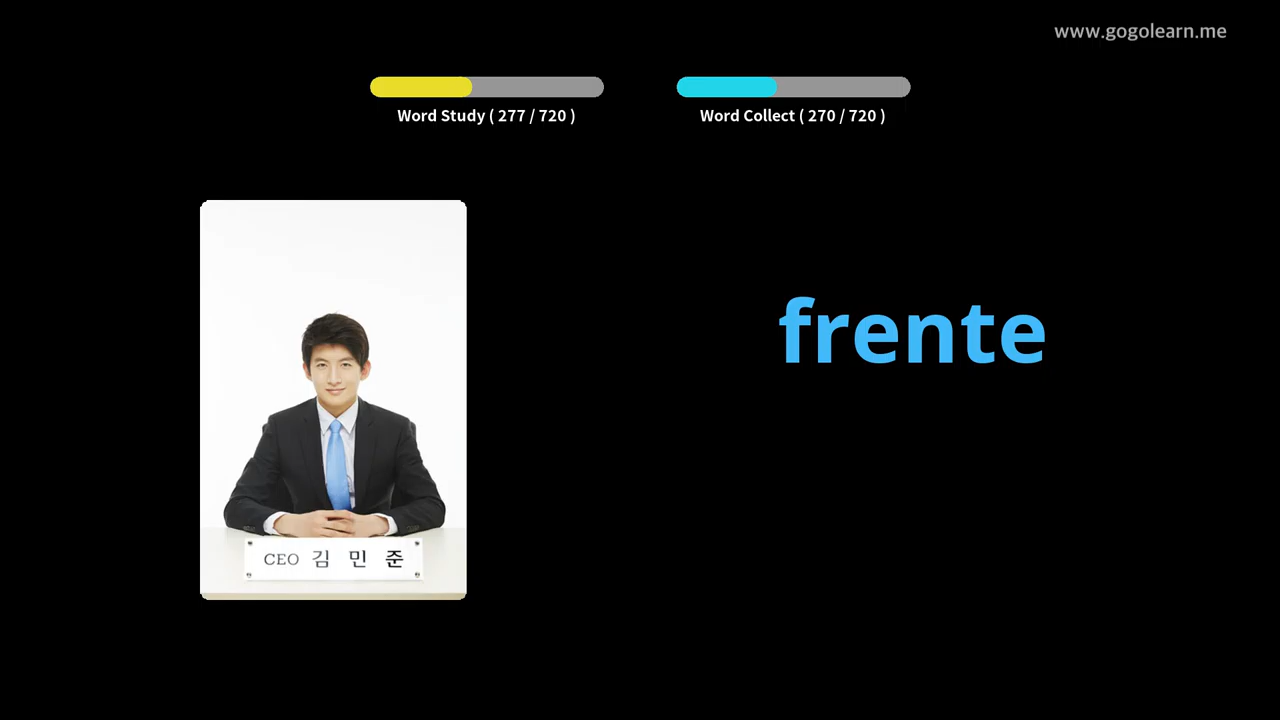 www.gogolearn.me
Word Study ( 277 / 720 )
Word Collect ( 270 / 720 )
frente
CEO 김 민 준